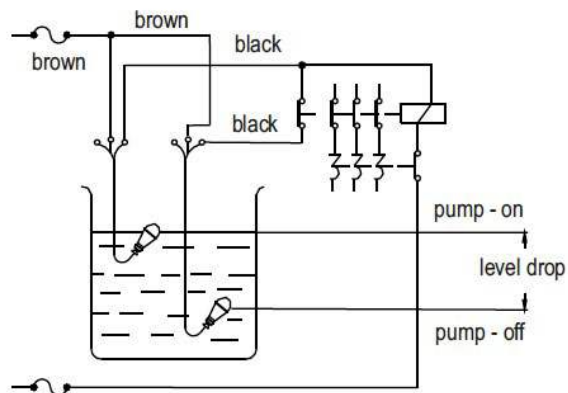 brown
brown
black
black
pump - on
level drop
pump - off